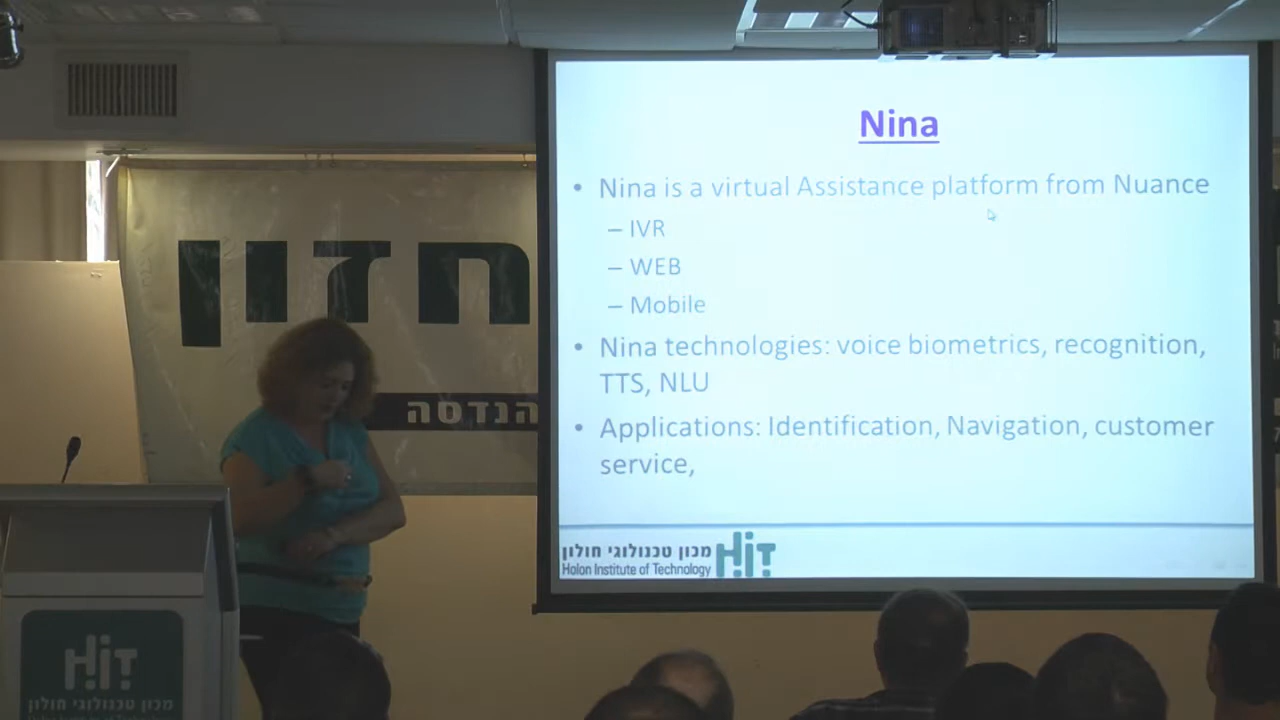 Nina
• Nina is a virtual Assistance platform from Nuance
– IVR
– WEB
– Mobile
• Nina technologies: voice biometrics, recognition,
TTS, NLU
• Applications: Identification, Navigation, customer
service,
מכון טכנולוגי חולון
Holon Institute of Technology
HiT
חזון
הנדסה
HiT
מכון טכנולוגי חולון